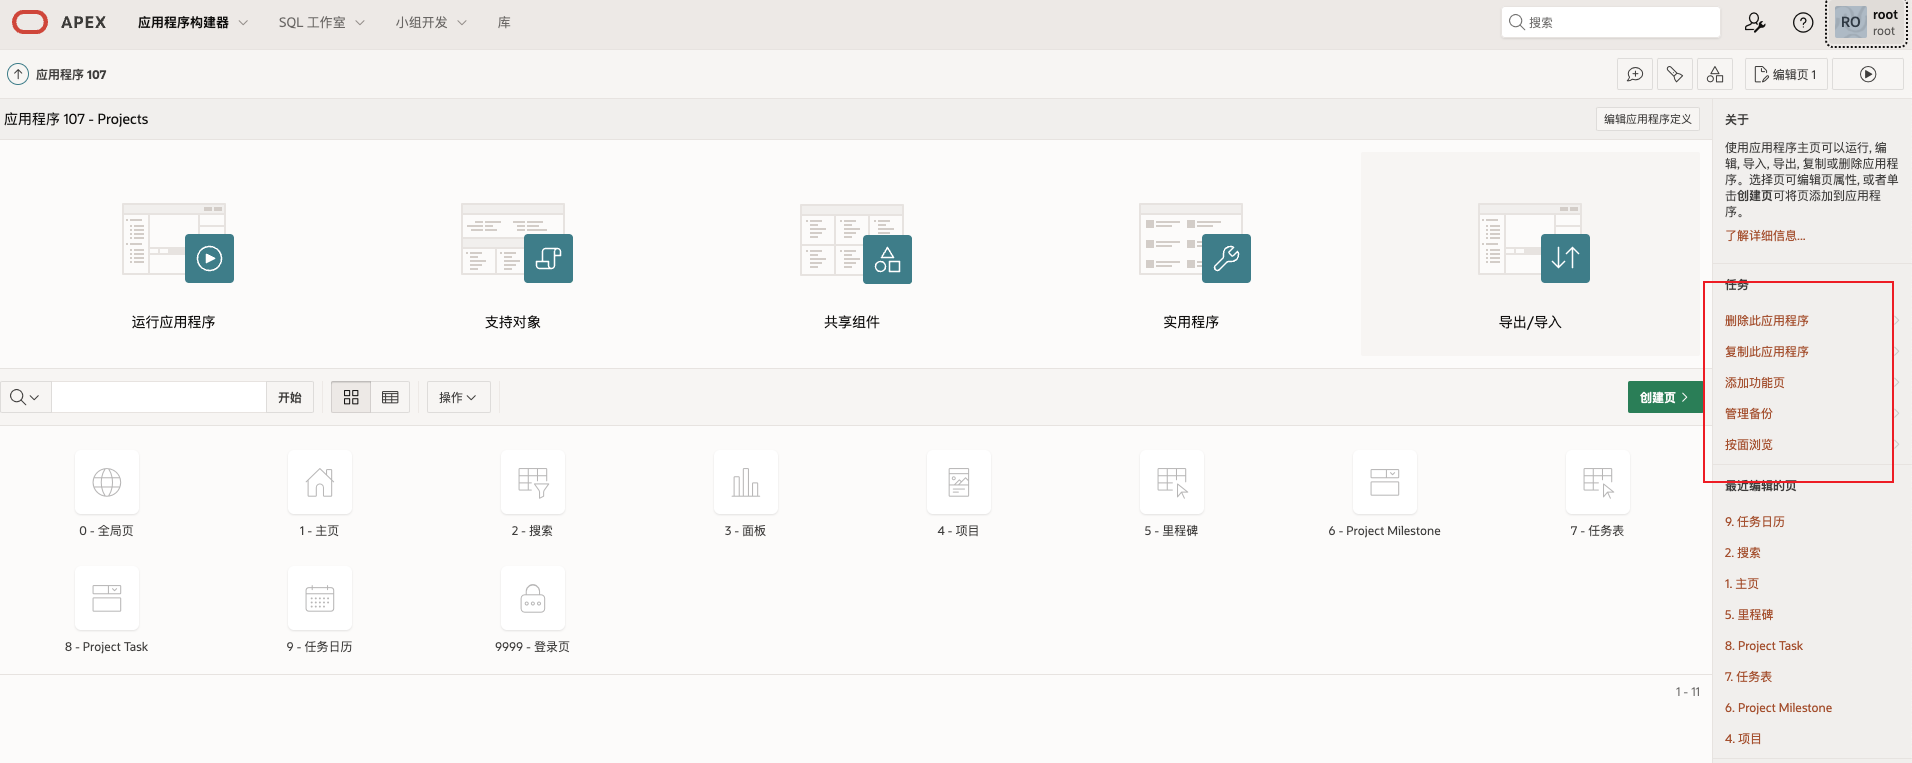 APEX
应用程序构建器
SQL 工作室
小组开发
库
搜索
RO
root
root
应用程序 107
编辑页 1
应用程序 107 - Projects
编辑应用程序定义
运行应用程序
支持对象
共享组件
实用程序
导出/导入
开始
操作
创建页
0 - 全局页
1 - 主页
2 - 搜索
3 - 面板
4 - 项目
5 - 里程碑
6 - Project Milestone
7 - 任务表
8 - Project Task
9 - 任务日历
9999 - 登录页
1 - 11
关于
使用应用程序主页可以运行, 编
辑, 导入, 导出, 复制或删除应用程
序。选择页可编辑页属性, 或者单
击创建页可将页添加到应用程
序。
了解详细信息...
任务
删除此应用程序
复制此应用程序
添加功能页
管理备份
按面浏览
最近编辑的页
9. 任务日历
2. 搜索
1. 主页
5. 里程碑
8. Project Task
7. 任务表
6. Project Milestone
4. 项目